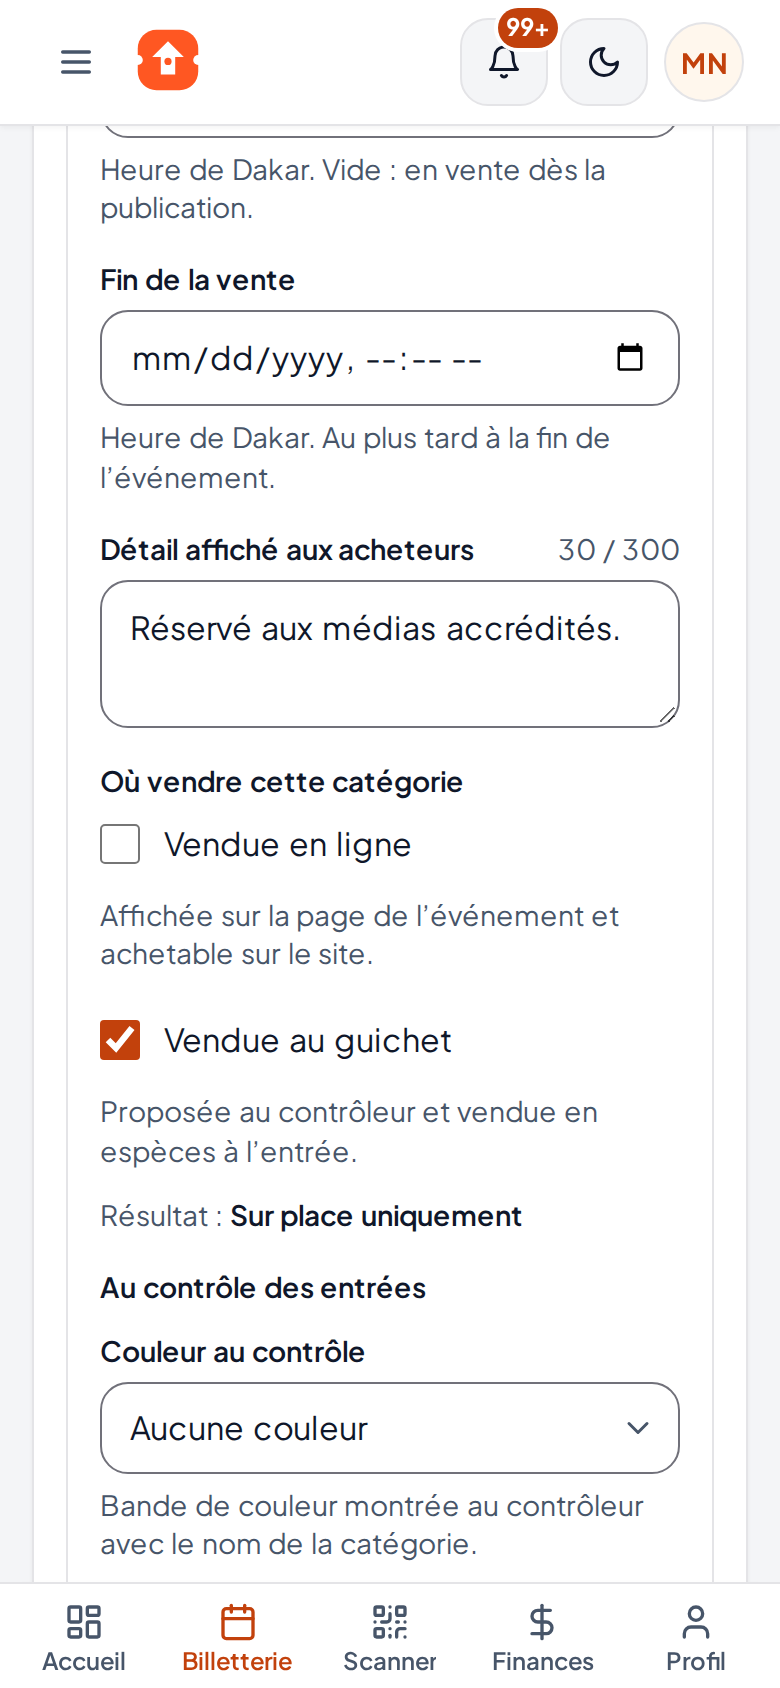 99+
MN
Heure de Dakar. Vide : en vente dès la
publication.
Fin de la vente
mm/dd/yyyy, --:-- --
Heure de Dakar. Au plus tard à la fin de
l’événement.
Détail affiché aux acheteurs 30 / 300
Réservé aux médias accrédités.
Où vendre cette catégorie
Vendue en ligne
Affichée sur la page de l’événement et
achetable sur le site.
Vendue au guichet
Proposée au contrôleur et vendue en
espèces à l’entrée.
Résultat : Sur place uniquement
Au contrôle des entrées
Couleur au contrôle
Aucune couleur
Bande de couleur montrée au contrôleur
avec le nom de la catégorie.
Accueil Billetterie Scanner Finances Profil